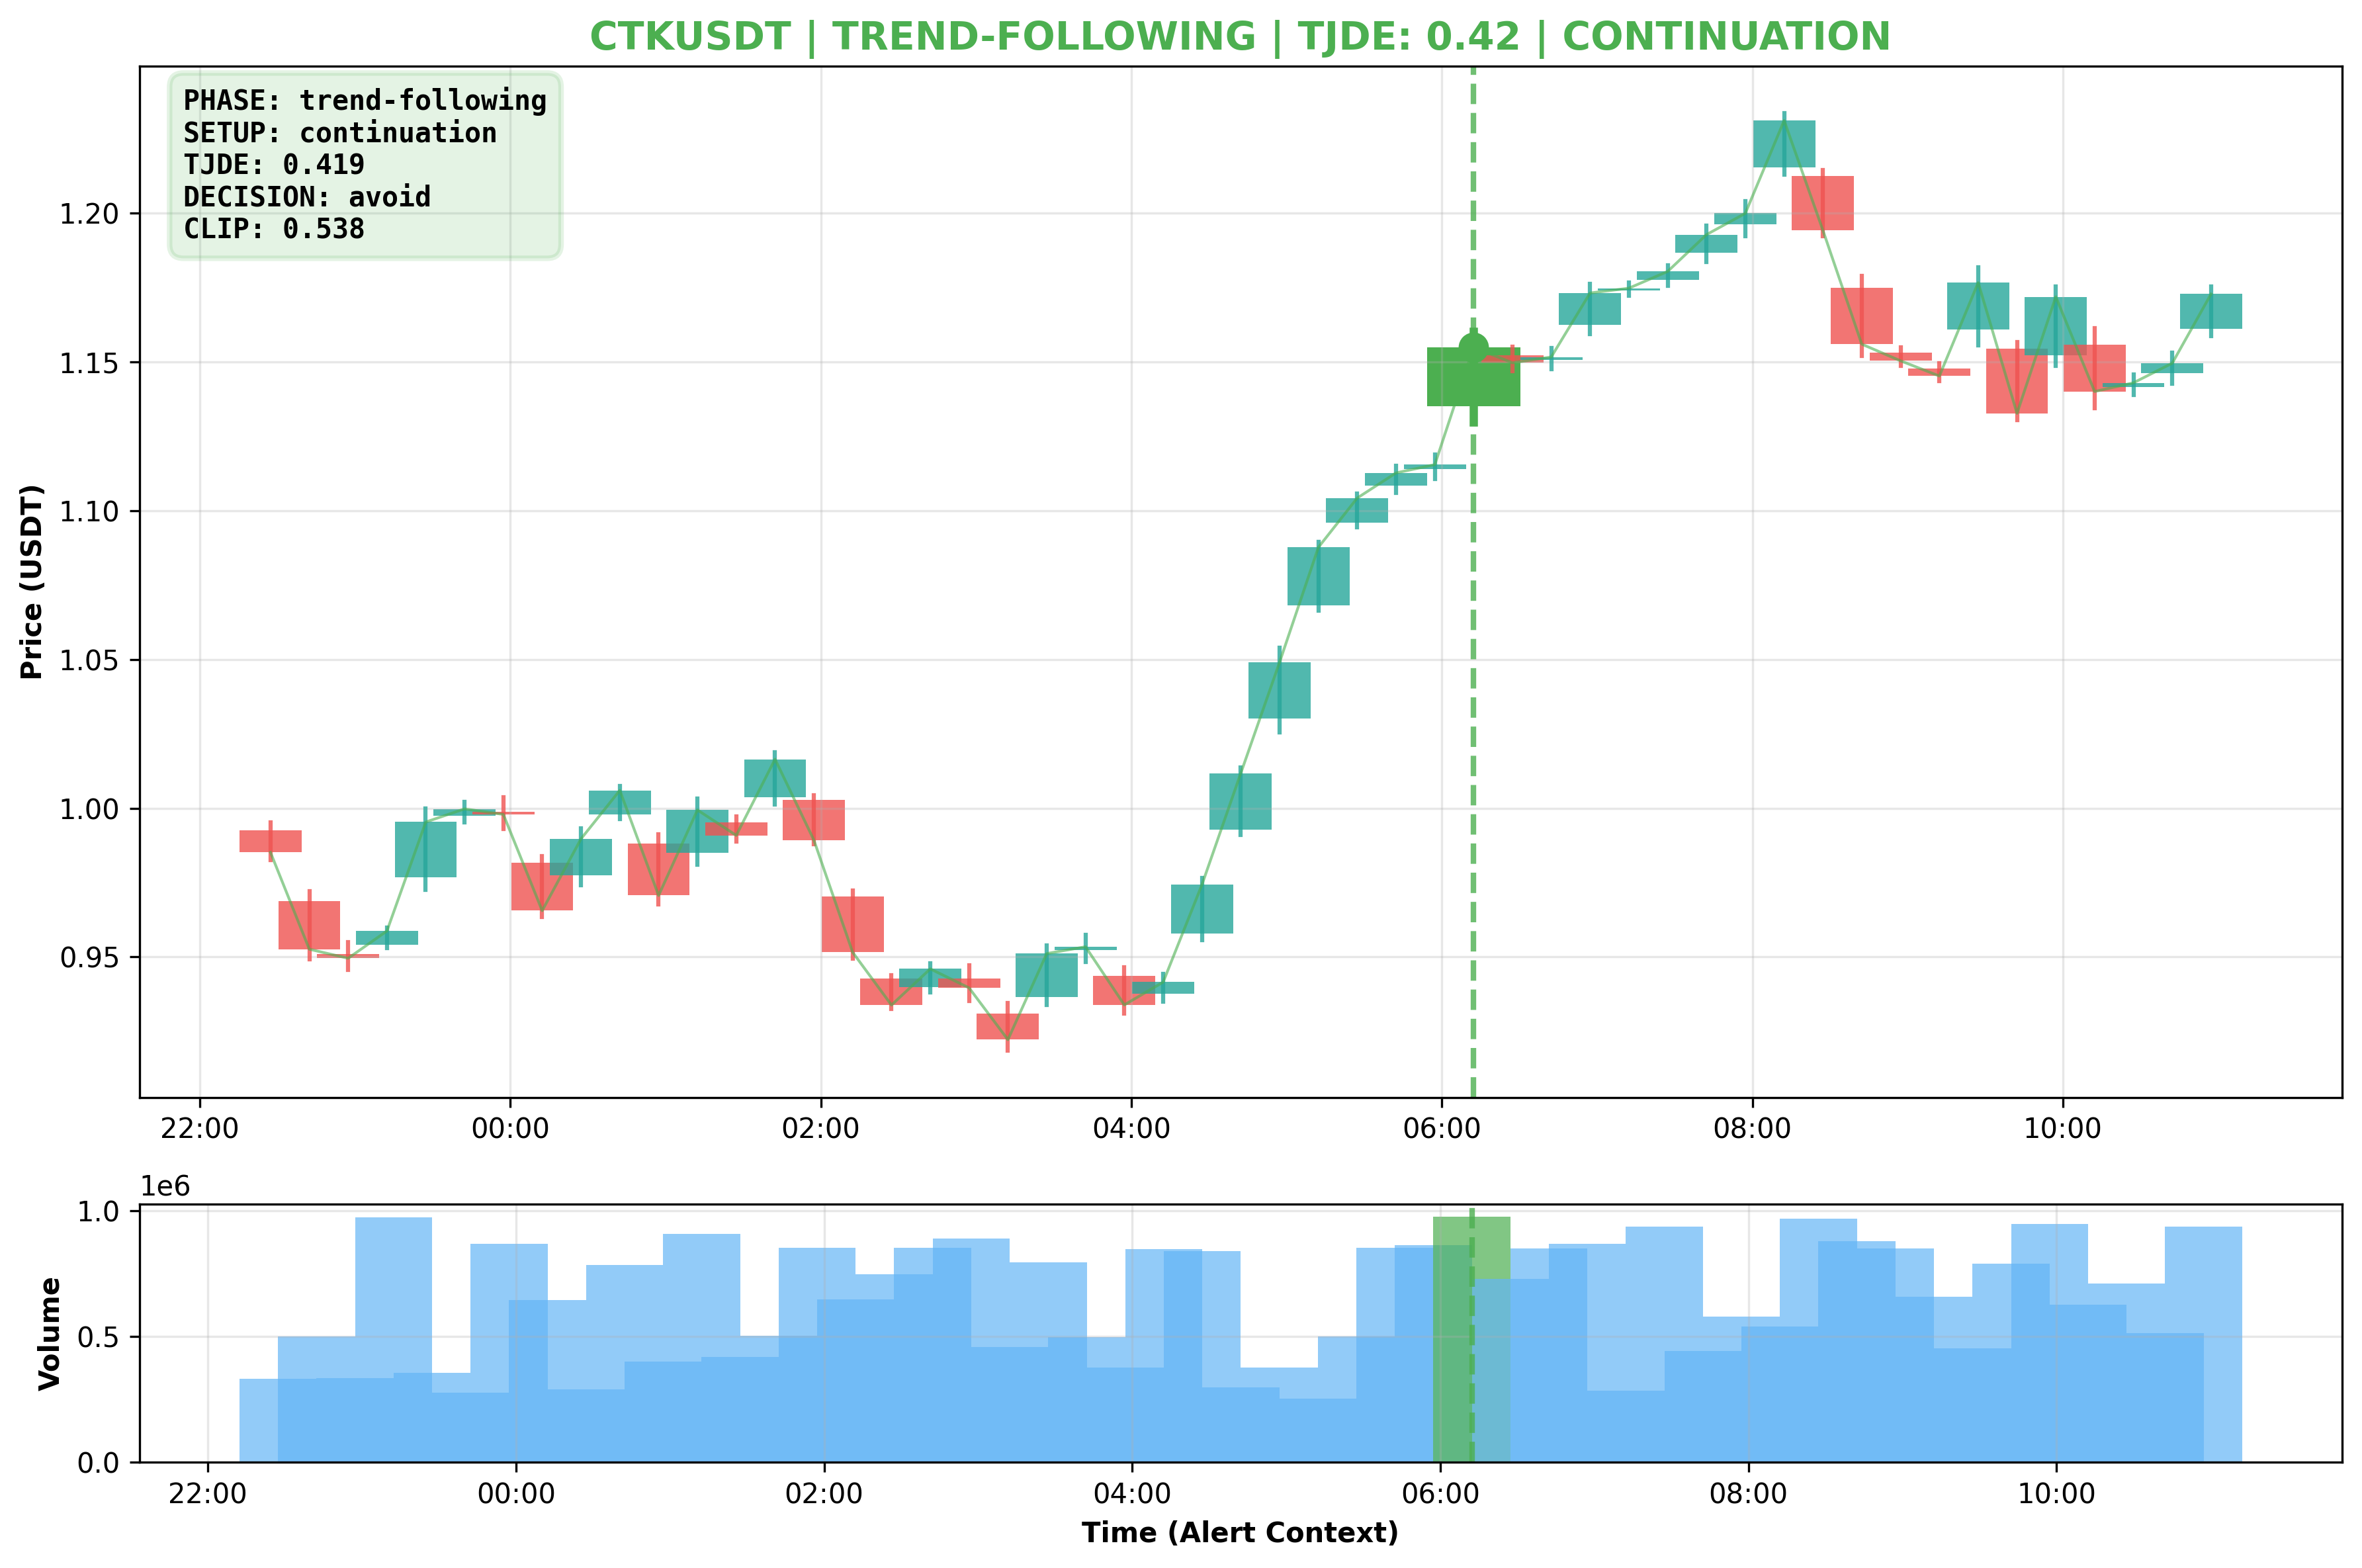 CTKUSDT | TREND-FOLLOWING | TJDE: 0.42 | CONTINUATION
PHASE: trend-following
SETUP: continuation
TJDE: 0.419
DECISION: avoid
CLIP: 0.538
Price (USDT)
1.20
1.15
1.10
1.05
1.00
0.95
22:00 00:00 02:00 04:00 06:00 08:00 10:00
1e6
Volume
1.0
0.5
0.0
22:00 00:00 02:00 04:00 06:00 08:00 10:00
Time (Alert Context)